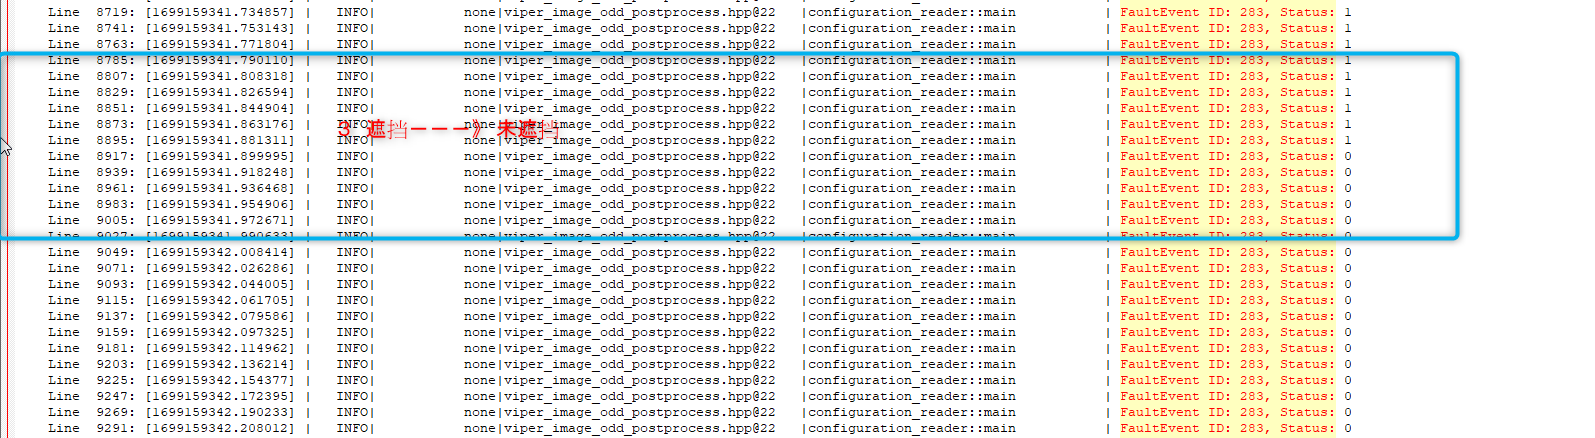 Line 8719: [1699159341.734857] | INFO| none|viper_image_odd_postprocess.hpp@22 |configuration_reader::main | FaultEvent ID: 283, Status: 1
Line 8741: [1699159341.753143] | INFO| none|viper_image_odd_postprocess.hpp@22 |configuration_reader::main | FaultEvent ID: 283, Status: 1
Line 8763: [1699159341.771804] | INFO| none|viper_image_odd_postprocess.hpp@22 |configuration_reader::main | FaultEvent ID: 283, Status: 1
Line 8785: [1699159341.790110] | INFO| none|viper_image_odd_postprocess.hpp@22 |configuration_reader::main | FaultEvent ID: 283, Status: 1
Line 8807: [1699159341.808318] | INFO| none|viper_image_odd_postprocess.hpp@22 |configuration_reader::main | FaultEvent ID: 283, Status: 1
Line 8829: [1699159341.826594] | INFO| none|viper_image_odd_postprocess.hpp@22 |configuration_reader::main | FaultEvent ID: 283, Status: 1
Line 8851: [1699159341.844904] | INFO| none|viper_image_odd_postprocess.hpp@22 |configuration_reader::main | FaultEvent ID: 283, Status: 1
Line 8873: [1699159341.863176] | INFO| none|viper_image_odd_postprocess.hpp@22 |configuration_reader::main | FaultEvent ID: 283, Status: 1
3 遮挡ーーー》 未遮挡
Line 8895: [1699159341.881311] | INFO| none|viper_image_odd_postprocess.hpp@22 |configuration_reader::main | FaultEvent ID: 283, Status: 1
Line 8917: [1699159341.899995] | INFO| none|viper_image_odd_postprocess.hpp@22 |configuration_reader::main | FaultEvent ID: 283, Status: 0
Line 8939: [1699159341.918248] | INFO| none|viper_image_odd_postprocess.hpp@22 |configuration_reader::main | FaultEvent ID: 283, Status: 0
Line 8961: [1699159341.936468] | INFO| none|viper_image_odd_postprocess.hpp@22 |configuration_reader::main | FaultEvent ID: 283, Status: 0
Line 8983: [1699159341.954906] | INFO| none|viper_image_odd_postprocess.hpp@22 |configuration_reader::main | FaultEvent ID: 283, Status: 0
Line 9005: [1699159341.972671] | INFO| none|viper_image_odd_postprocess.hpp@22 |configuration_reader::main | FaultEvent ID: 283, Status: 0
Line 9027: [1699159341.990633] | INFO| none|viper_image_odd_postprocess.hpp@22 |configuration_reader::main | FaultEvent ID: 283, Status: 0
Line 9049: [1699159342.008414] | INFO| none|viper_image_odd_postprocess.hpp@22 |configuration_reader::main | FaultEvent ID: 283, Status: 0
Line 9071: [1699159342.026286] | INFO| none|viper_image_odd_postprocess.hpp@22 |configuration_reader::main | FaultEvent ID: 283, Status: 0
Line 9093: [1699159342.044005] | INFO| none|viper_image_odd_postprocess.hpp@22 |configuration_reader::main | FaultEvent ID: 283, Status: 0
Line 9115: [1699159342.061705] | INFO| none|viper_image_odd_postprocess.hpp@22 |configuration_reader::main | FaultEvent ID: 283, Status: 0
Line 9137: [1699159342.079586] | INFO| none|viper_image_odd_postprocess.hpp@22 |configuration_reader::main | FaultEvent ID: 283, Status: 0
Line 9159: [1699159342.097325] | INFO| none|viper_image_odd_postprocess.hpp@22 |configuration_reader::main | FaultEvent ID: 283, Status: 0
Line 9181: [1699159342.114962] | INFO| none|viper_image_odd_postprocess.hpp@22 |configuration_reader::main | FaultEvent ID: 283, Status: 0
Line 9203: [1699159342.136214] | INFO| none|viper_image_odd_postprocess.hpp@22 |configuration_reader::main | FaultEvent ID: 283, Status: 0
Line 9225: [1699159342.154377] | INFO| none|viper_image_odd_postprocess.hpp@22 |configuration_reader::main | FaultEvent ID: 283, Status: 0
Line 9247: [1699159342.172395] | INFO| none|viper_image_odd_postprocess.hpp@22 |configuration_reader::main | FaultEvent ID: 283, Status: 0
Line 9269: [1699159342.190233] | INFO| none|viper_image_odd_postprocess.hpp@22 |configuration_reader::main | FaultEvent ID: 283, Status: 0
Line 9291: [1699159342.208012] | INFO| none|viper_image_odd_postprocess.hpp@22 |configuration_reader::main | FaultEvent ID: 283, Status: 0